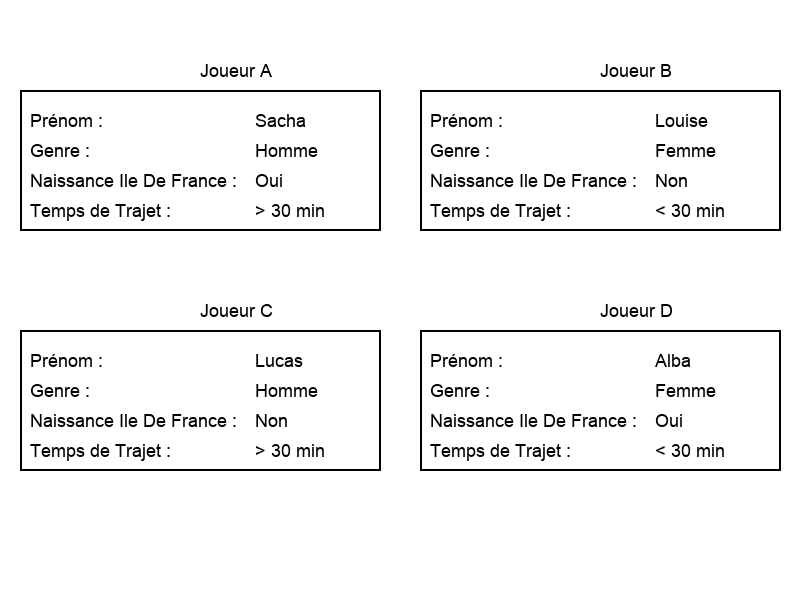 Joueur A
Prénom : Sacha
Genre : Homme
Naissance Ile De France : Oui
Temps de Trajet : > 30 min
Joueur B
Prénom : Louise
Genre : Femme
Naissance Ile De France : Non
Temps de Trajet : < 30 min
Joueur C
Prénom : Lucas
Genre : Homme
Naissance Ile De France : Non
Temps de Trajet : > 30 min
Joueur D
Prénom : Alba
Genre : Femme
Naissance Ile De France : Oui
Temps de Trajet : < 30 min